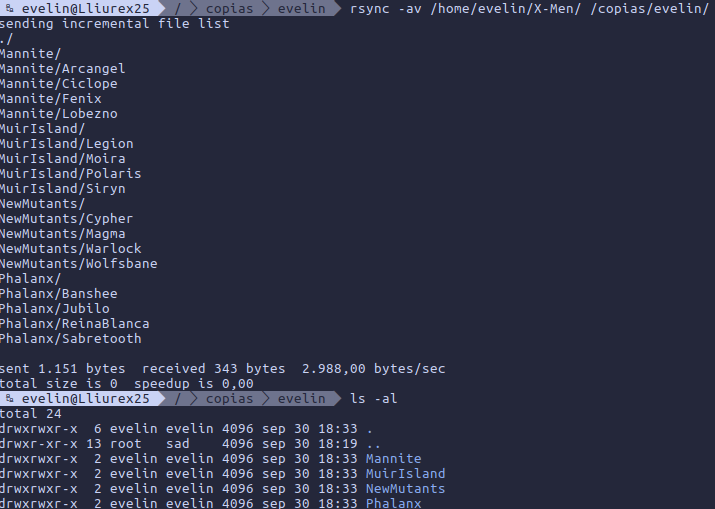 evelin@Lliurex25 / copias evelin rsync -av /home/evelin/X-Men/ /copias/evelin/
sending incremental file list
./
Mannite/
Mannite/Arcangel
Mannite/Ciclope
Mannite/Fenix
Mannite/Lobezno
MuirIsland/
MuirIsland/Legion
MuirIsland/Moira
MuirIsland/Polaris
MuirIsland/Siryn
NewMutants/
NewMutants/Cypher
NewMutants/Magma
NewMutants/Warlock
NewMutants/Wolfsbane
Phalanx/
Phalanx/Banshee
Phalanx/Jubilo
Phalanx/ReinaBlanca
Phalanx/Sabretooth
sent 1.151 bytes  received 343 bytes  2.988,00 bytes/sec
total size is 0  speedup is 0,00
evelin@Lliurex25 / copias evelin ls -al
total 24
drwxrwxr-x  6 evelin evelin 4096 sep 30 18:33 .
drwxr-xr-x 13 root   sad    4096 sep 30 18:19 ..
drwxrwxr-x  2 evelin evelin 4096 sep 30 18:33 Mannite
drwxrwxr-x  2 evelin evelin 4096 sep 30 18:33 MuirIsland
drwxrwxr-x  2 evelin evelin 4096 sep 30 18:33 NewMutants
drwxrwxr-x  2 evelin evelin 4096 sep 30 18:33 Phalanx